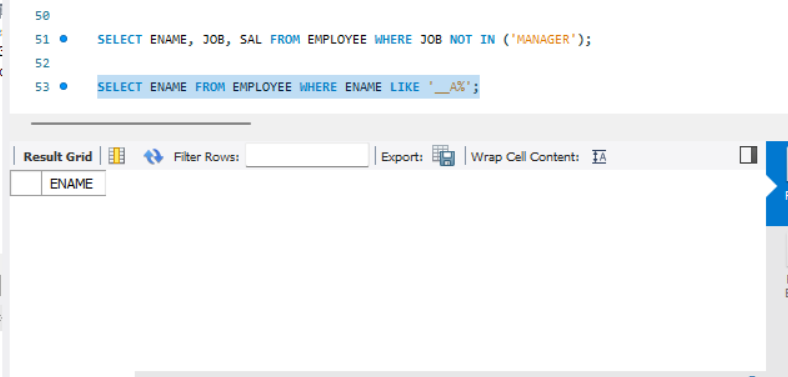 50
51 SELECT ENAME, JOB, SAL FROM EMPLOYEE WHERE JOB NOT IN ('MANAGER');
52
53 SELECT ENAME FROM EMPLOYEE WHERE ENAME LIKE '__A%';
Result Grid Filter Rows: Export: Wrap Cell Content: IA
ENAME